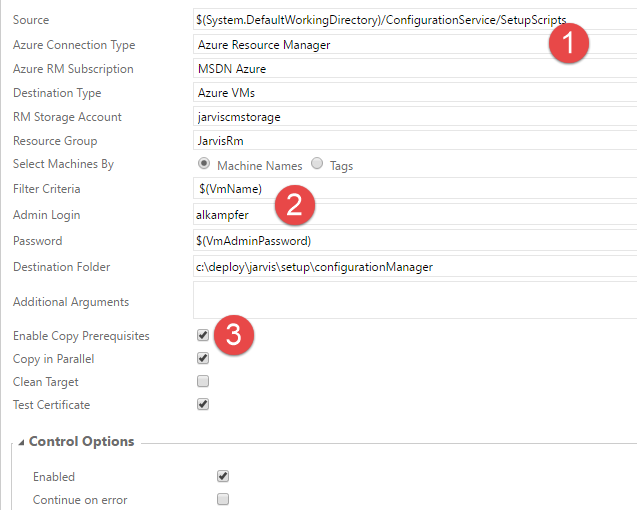 Source $(System.DefaultWorkingDirectory)/ConfigurationService/SetupScripts
Azure Connection Type Azure Resource Manager 1
Azure RM Subscription MSDN Azure
Destination Type Azure VMs
RM Storage Account jarviscmstorage
Resource Group JarvisRm
Select Machines By Machine Names Tags
Filter Criteria $(VmName)
2
Admin Login alkampfer
Password $(VmAdminPassword)
Destination Folder c:\deploy\jarvis\setup\configurationManager
Additional Arguments
Enable Copy Prerequisites 3
Copy in Parallel
Clean Target
Test Certificate
Control Options
Enabled
Continue on error